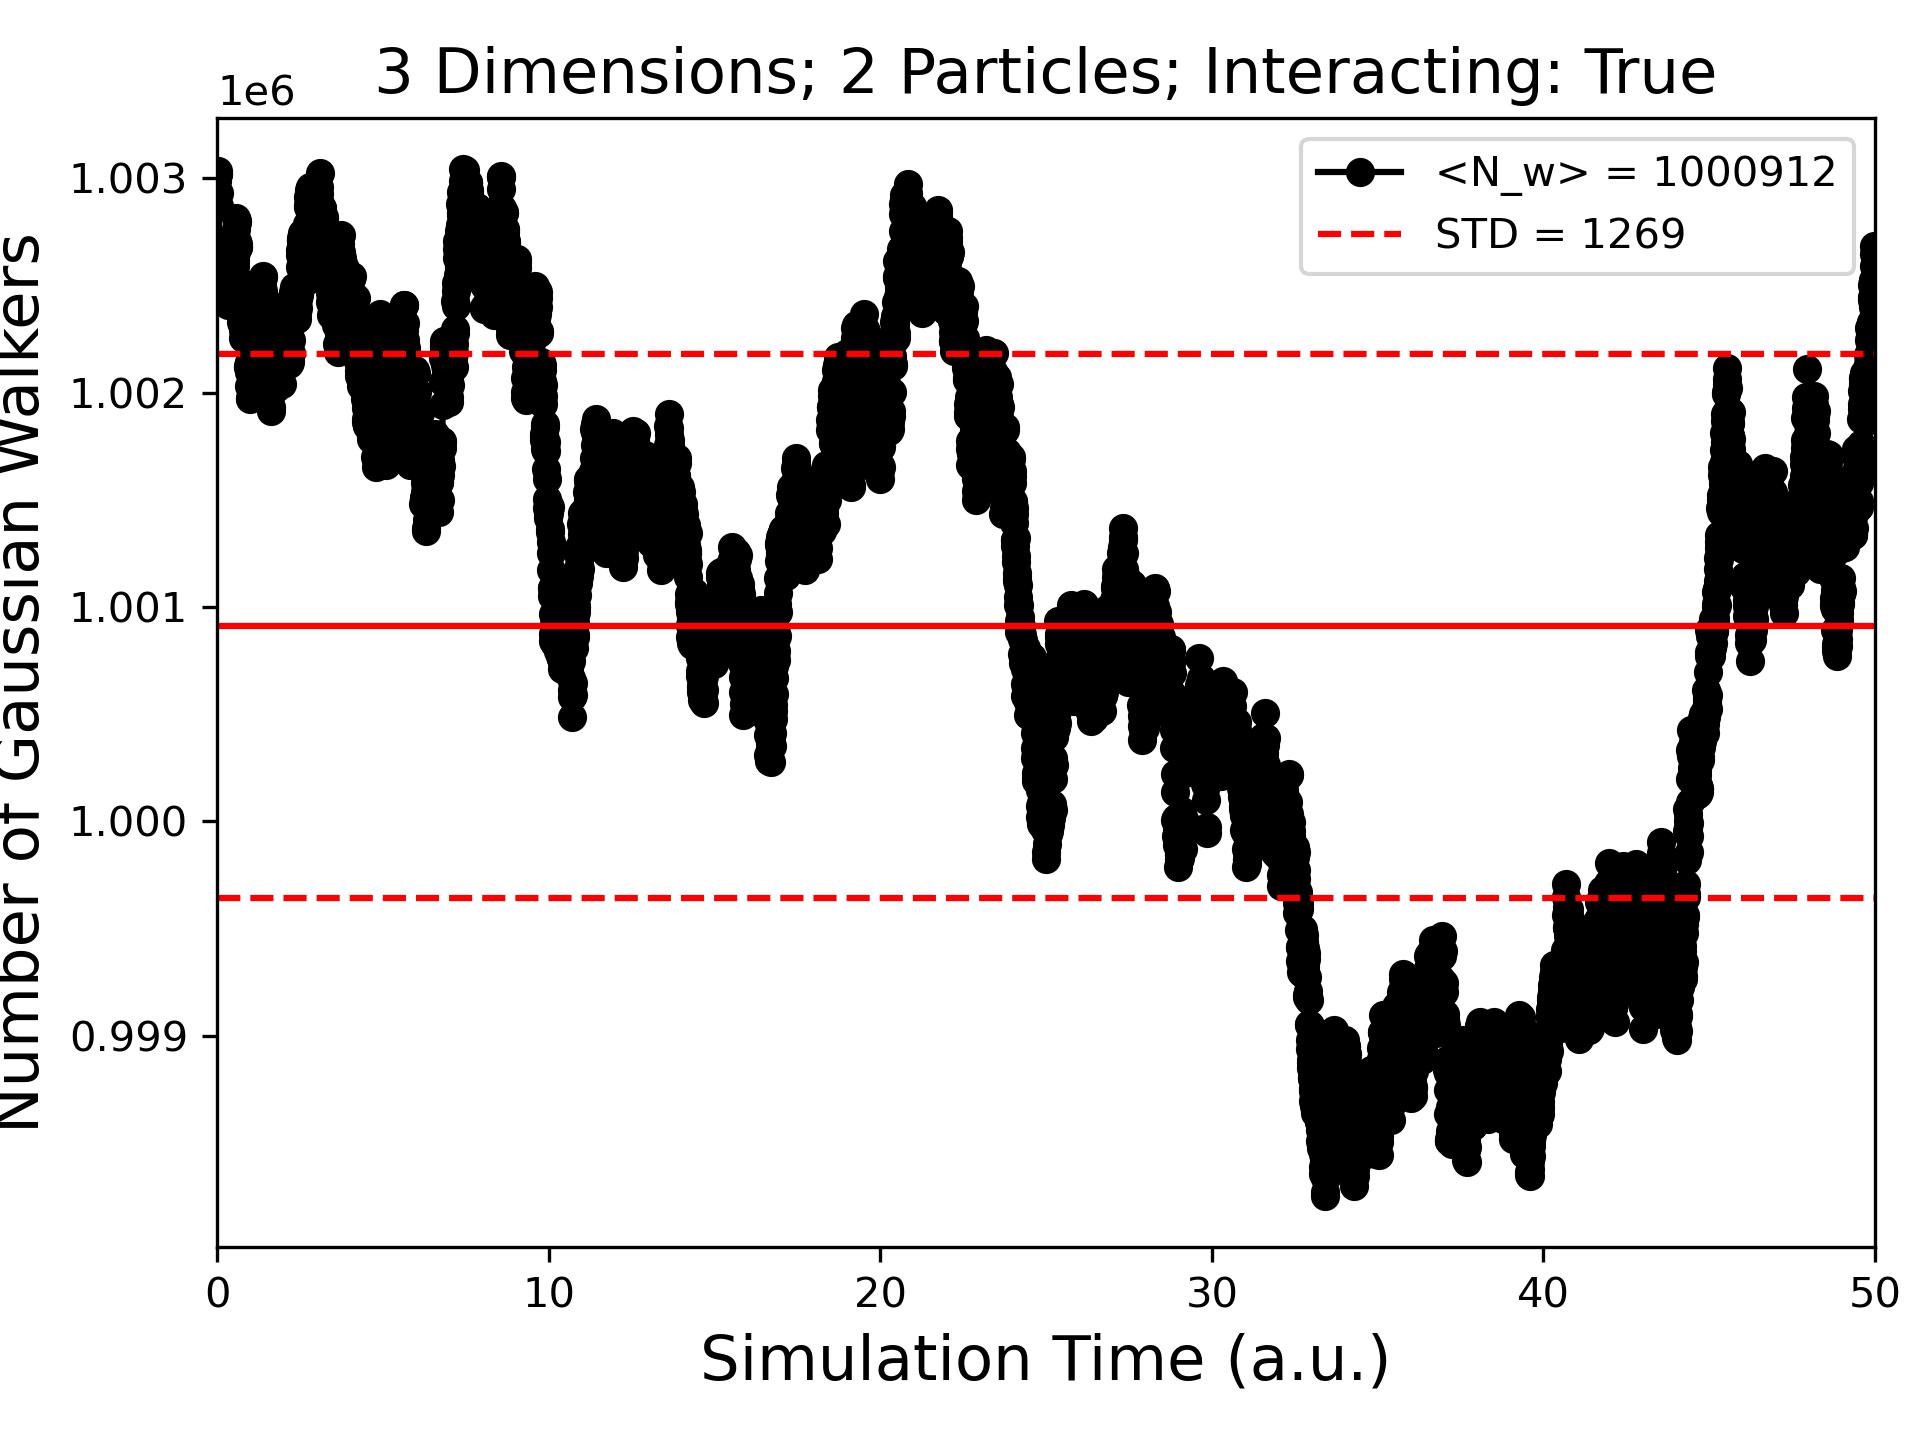 3 Dimensions; 2 Particles; Interacting: True
1e6
<N_w> = 1000912
STD = 1269
1.003
1.002
1.001
1.000
0.999
Number of Gaussian Walkers
0 10 20 30 40 50
Simulation Time (a.u.)